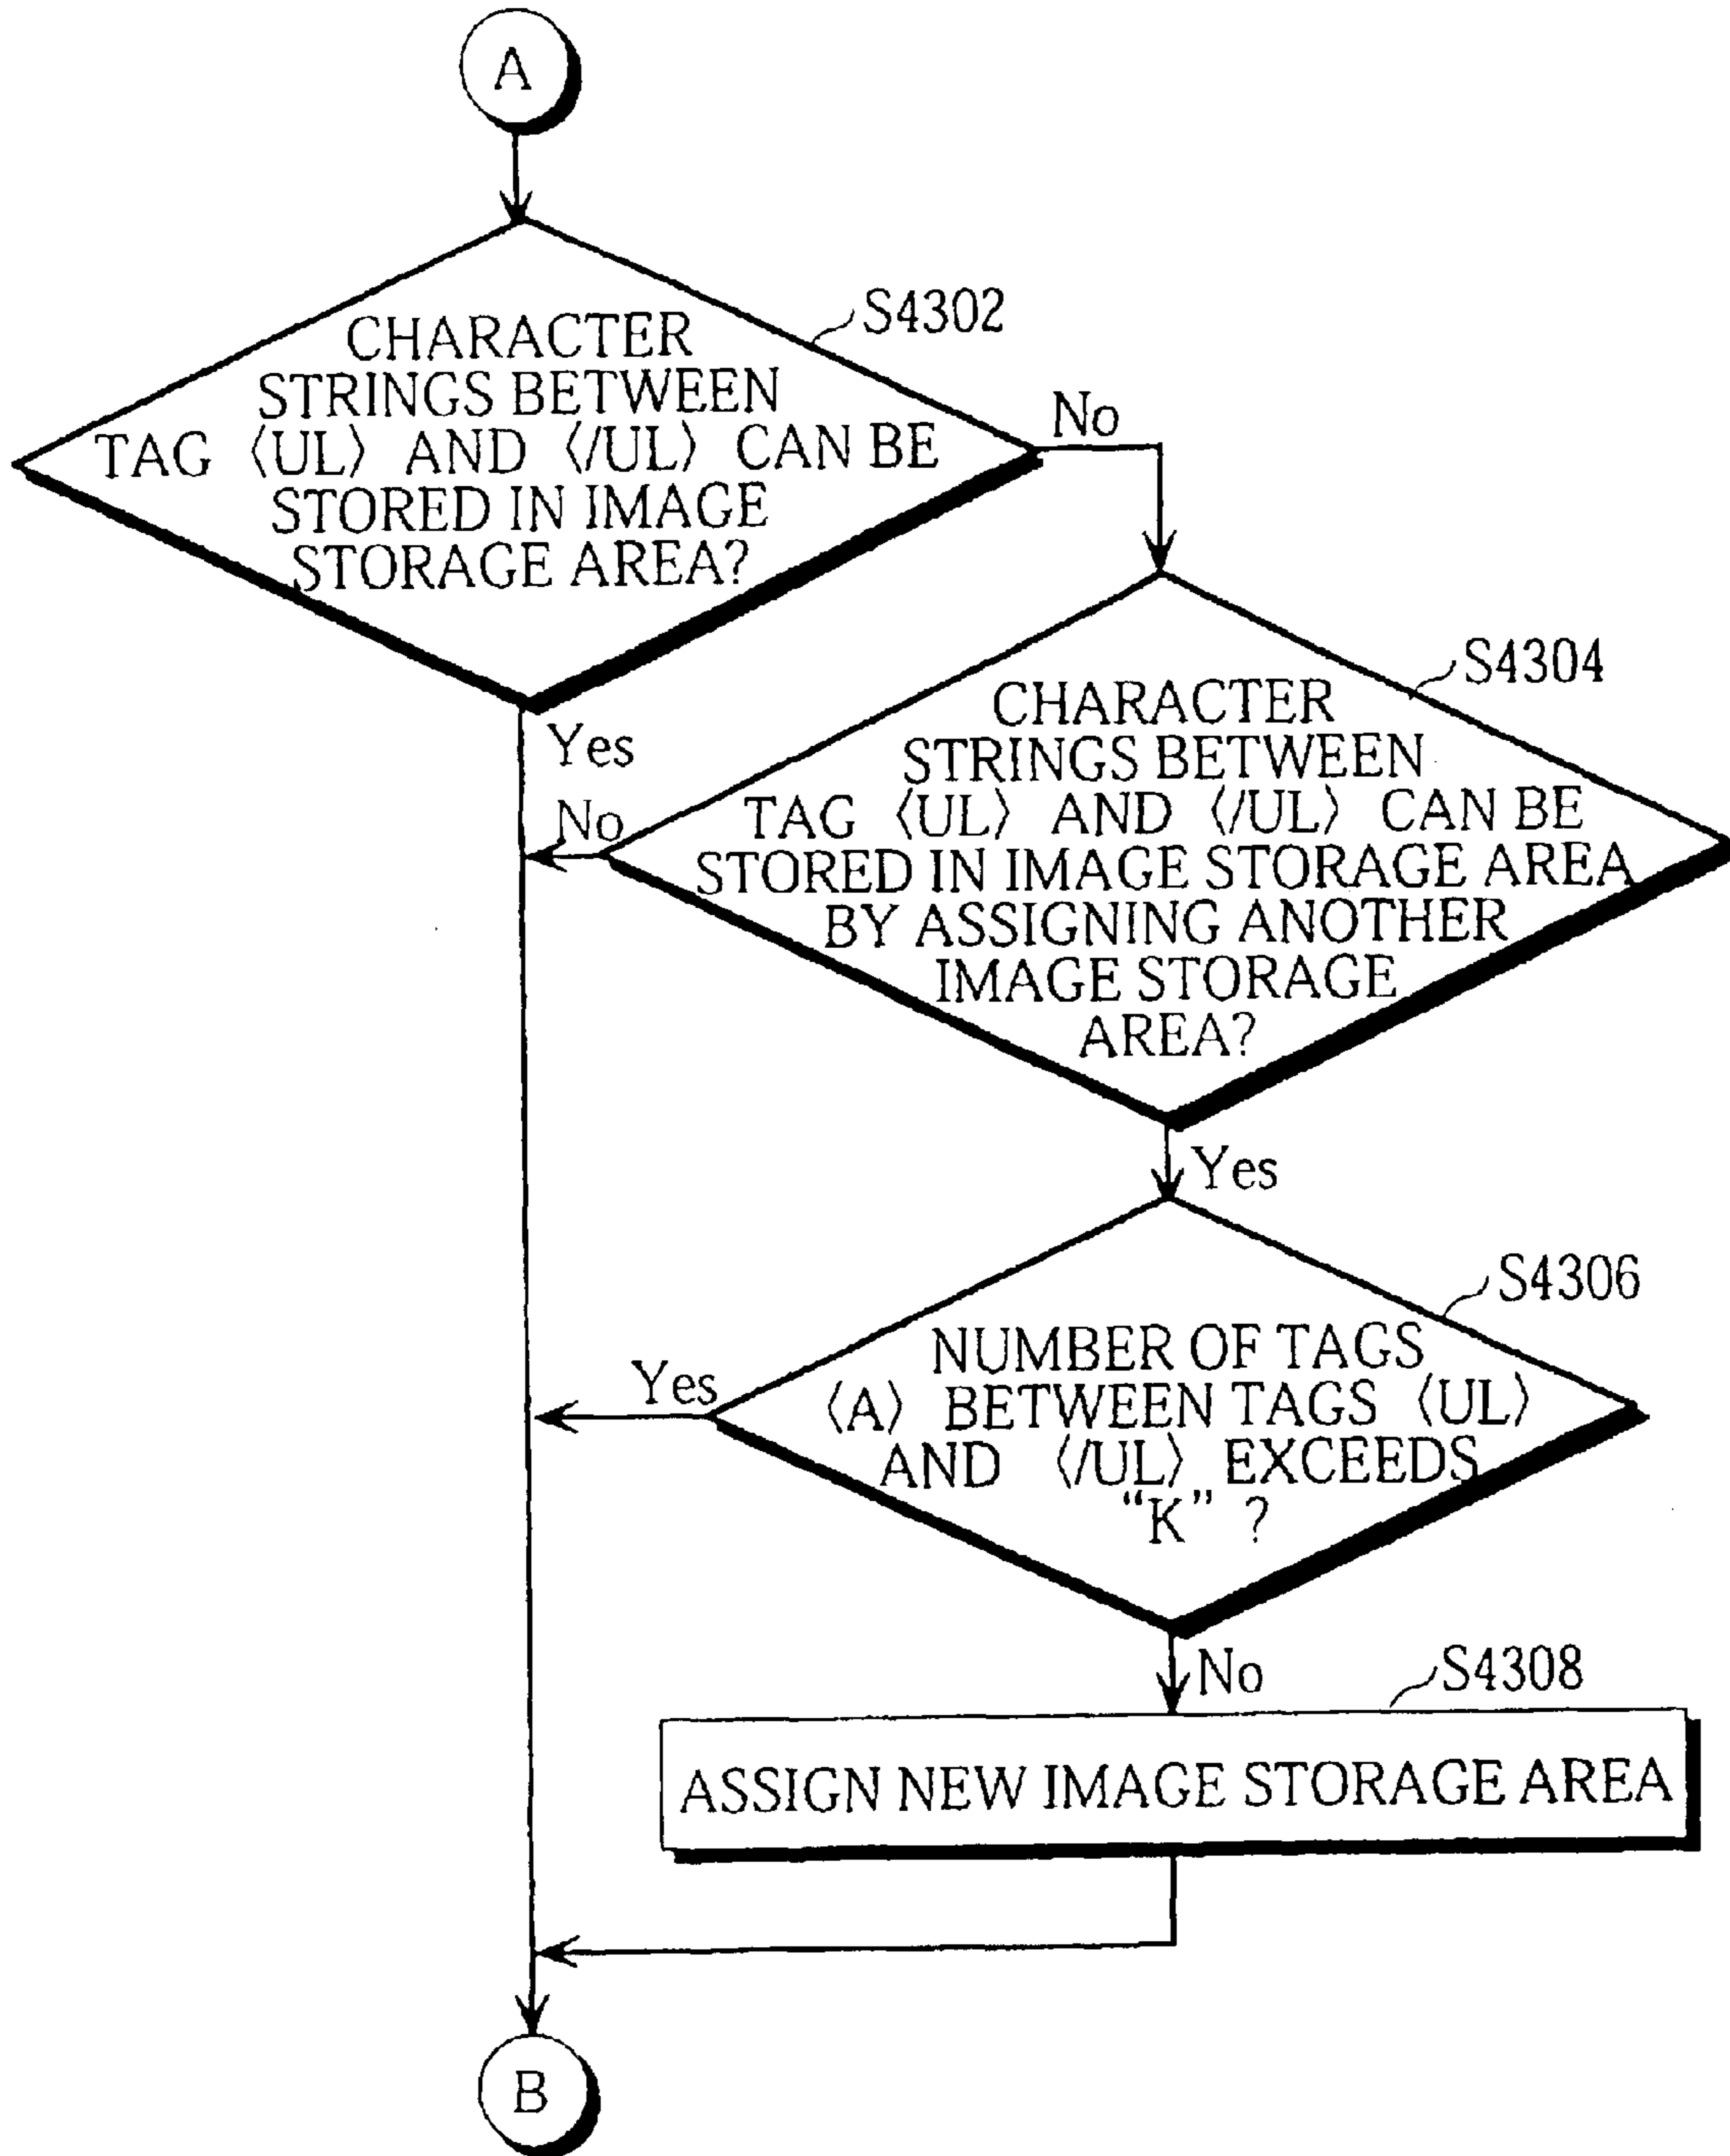 A
S4302
CHARACTER
STRINGS BETWEEN
TAG 〈UL〉 AND 〈/UL〉 CAN BE
STORED IN IMAGE
STORAGE AREA?
No
Yes
S4304
CHARACTER
STRINGS BETWEEN
TAG 〈UL〉 AND 〈/UL〉 CAN BE
STORED IN IMAGE STORAGE AREA
BY ASSIGNING ANOTHER
IMAGE STORAGE
AREA?
No
Yes
S4306
NUMBER OF TAGS
〈A〉 BETWEEN TAGS 〈UL〉
AND 〈/UL〉 EXCEEDS
“K” ?
Yes
No
S4308
ASSIGN NEW IMAGE STORAGE AREA
B